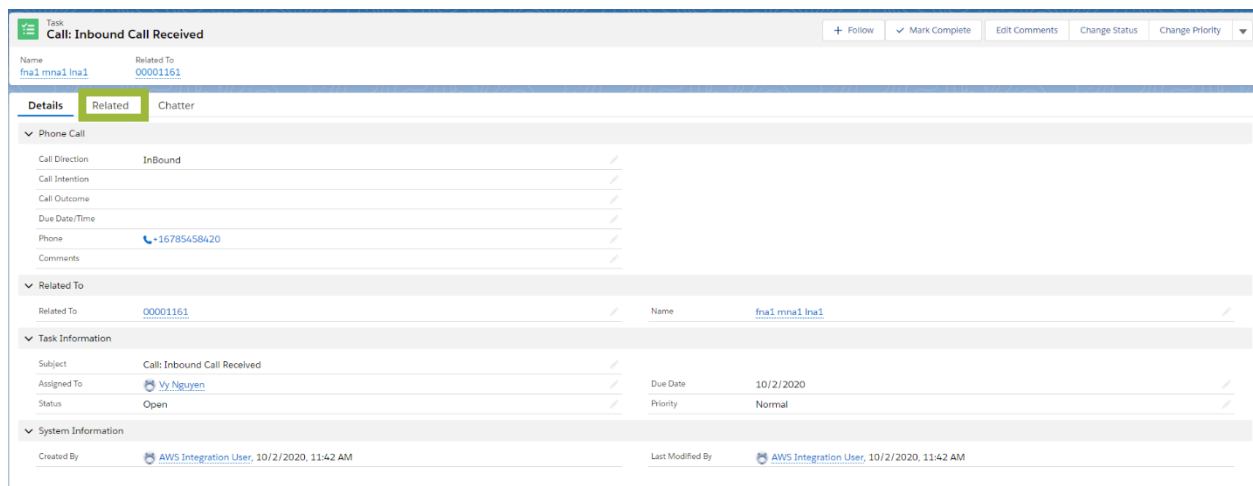 Task
Call: Inbound Call Received
+ Follow Mark Complete Edit Comments Change Status Change Priority
Name Related To
fna1 mna1 lna1 00001161
Details Related Chatter
Phone Call
Call Direction InBound
Call Intention
Call Outcome
Due Date/Time
Phone +16785458420
Comments
Related To
Related To 00001161 Name fna1 mna1 lna1
Task Information
Subject Call: Inbound Call Received
Assigned To Vy Nguyen Due Date 10/2/2020
Status Open Priority Normal
System Information
Created By AWS Integration User, 10/2/2020, 11:42 AM Last Modified By AWS Integration User, 10/2/2020, 11:42 AM